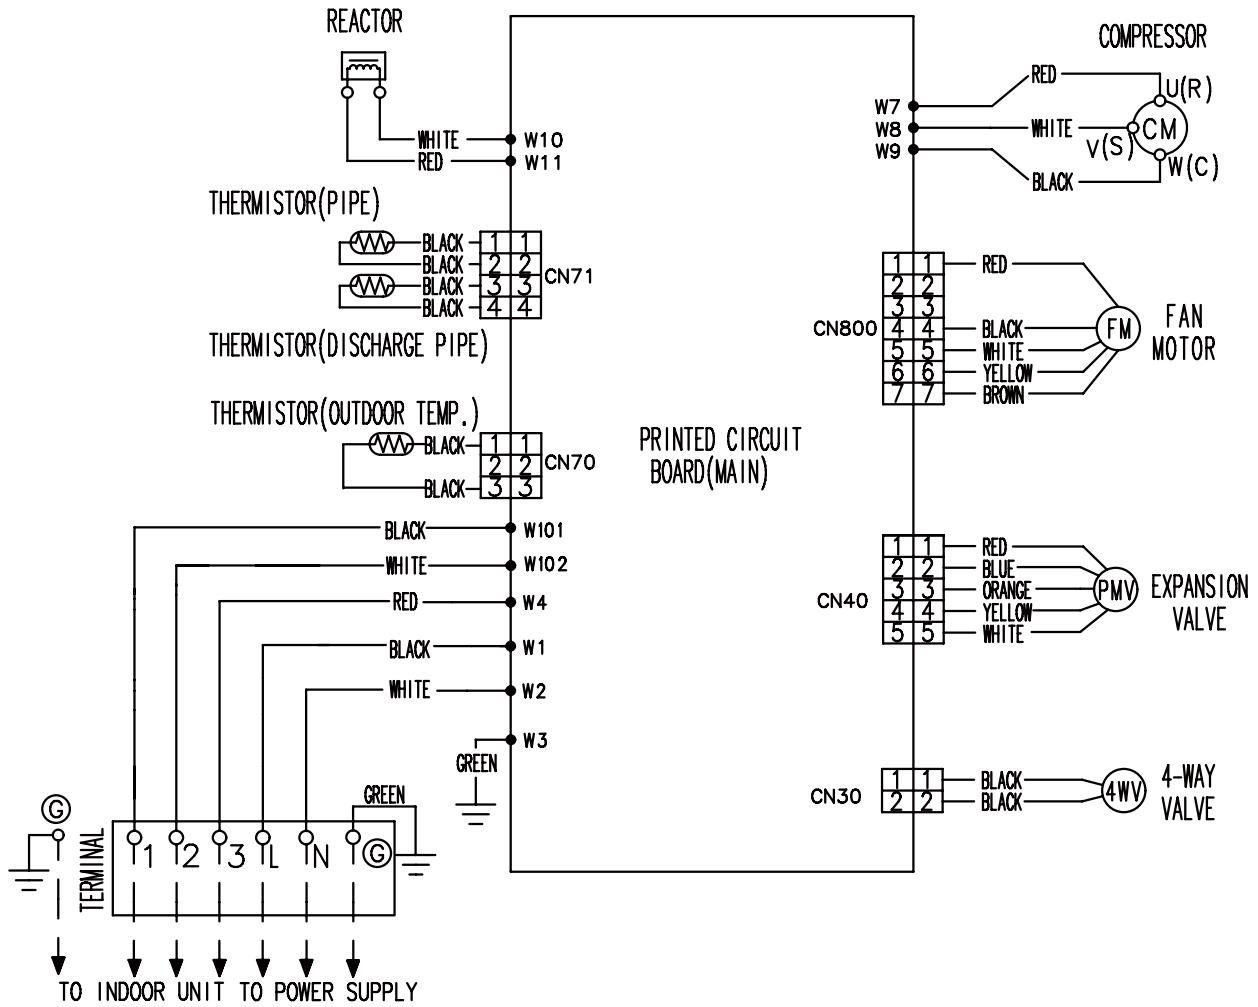 REACTOR
WHITE W10
RED W11
THERMISTOR(PIPE)
BLACK 1 1
BLACK 2 2
BLACK 3 3
BLACK 4 4
CN71
THERMISTOR(DISCHARGE PIPE)
THERMISTOR(OUTDOOR TEMP.)
BLACK 1 1
2 2
BLACK 3 3
CN70
BLACK W101
WHITE W102
RED W4
BLACK W1
WHITE W2
W3
GREEN
GREEN
G
TERMINAL
1 2 3 L N G
TO INDOOR UNIT TO POWER SUPPLY
PRINTED CIRCUIT
BOARD(MAIN)
COMPRESSOR
W7 RED U(R)
W8 WHITE V(S) CM
W9 BLACK W(C)
CN800
1 1 RED
2 2
3 3
4 4 BLACK
5 5 WHITE
6 6 YELLOW
7 7 BROWN
FM
FAN
MOTOR
CN40
1 1 RED
2 2 BLUE
3 3 ORANGE
4 4 YELLOW
5 5 WHITE
PMV
EXPANSION
VALVE
CN30
1 1 BLACK
2 2 BLACK
4WV
4-WAY
VALVE